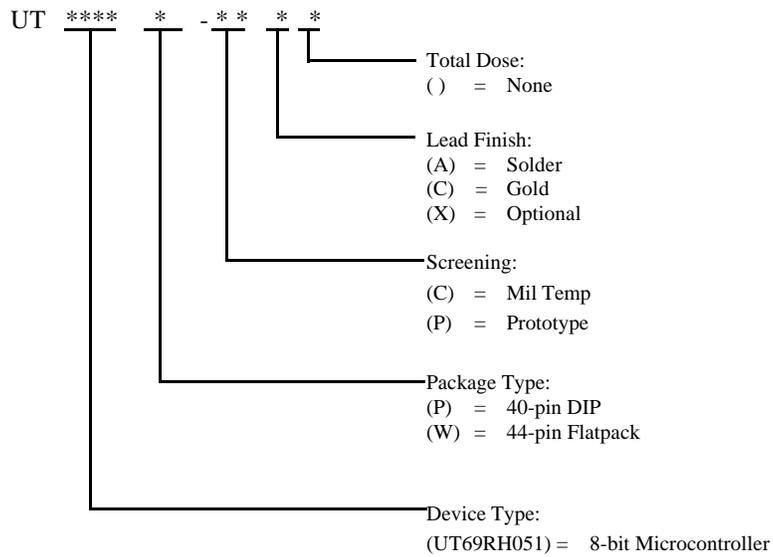 UT **** * - * * * *
Total Dose:
( ) = None
Lead Finish:
(A) = Solder
(C) = Gold
(X) = Optional
Screening:
(C) = Mil Temp
(P) = Prototype
Package Type:
(P) = 40-pin DIP
(W) = 44-pin Flatpack
Device Type:
(UT69RH051) = 8-bit Microcontroller